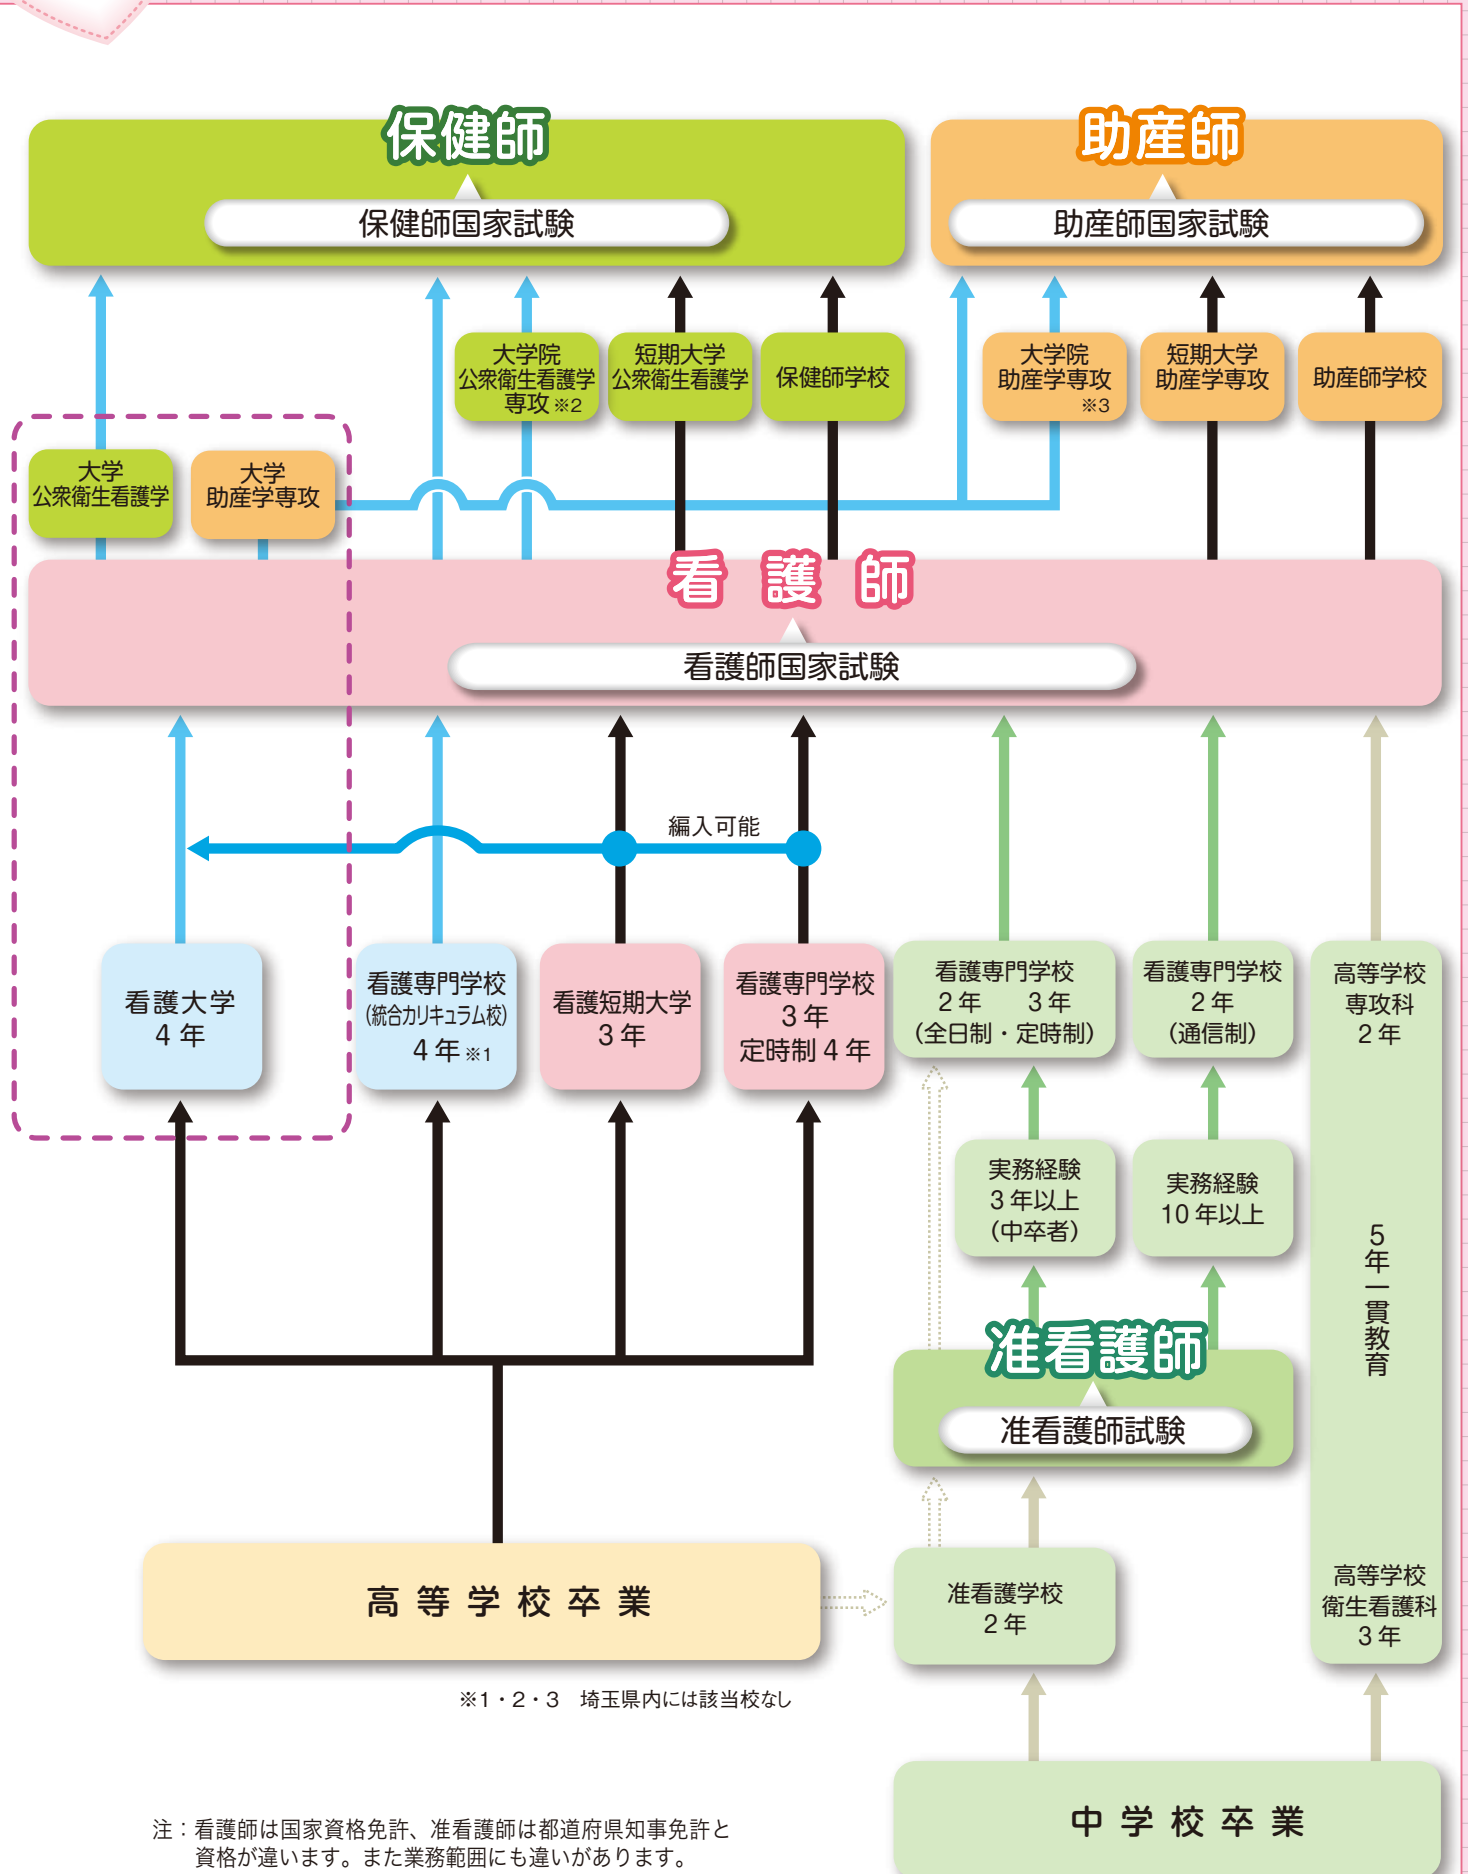 保健師
保健師国家試験
助産師
助産師国家試験
大学院
公衆衛生看護学
専攻 ※2
短期大学
公衆衛生看護学
保健師学校
大学院
助産学専攻
※3
短期大学
助産学専攻
助産師学校
大学
公衆衛生看護学
大学
助産学専攻
看護師
看護師国家試験
編入可能
看護大学
4 年
看護専門学校
(統合カリキュラム校)
4 年 ※1
看護短期大学
3 年
看護専門学校
3 年
定時制 4 年
看護専門学校
2 年　3 年
(全日制・定時制)
看護専門学校
2 年
(通信制)
高等学校
専攻科
2 年
実務経験
3 年以上
(中卒者)
実務経験
10 年以上
5年一貫教育
准看護師
准看護師試験
高等学校卒業
准看護学校
2 年
高等学校
衛生看護科
3 年
※1・2・3　埼玉県内には該当校なし
中学校卒業
注：看護師は国家資格免許、准看護師は都道府県知事免許と
資格が違います。また業務範囲にも違いがあります。